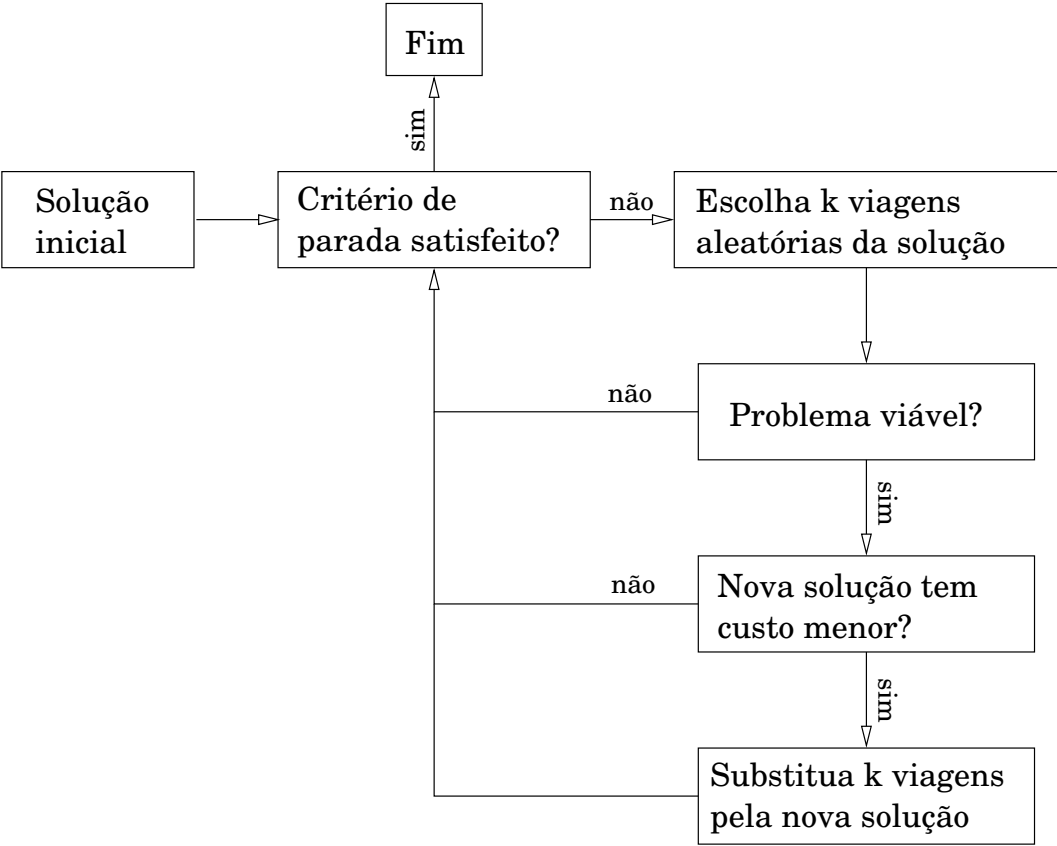 Fim
sim
Solução
inicial
Critério de
parada satisfeito?
não
Escolha k viagens
aleatórias da solução
não
Problema viável?
sim
não
Nova solução tem
custo menor?
sim
Substitua k viagens
pela nova solução